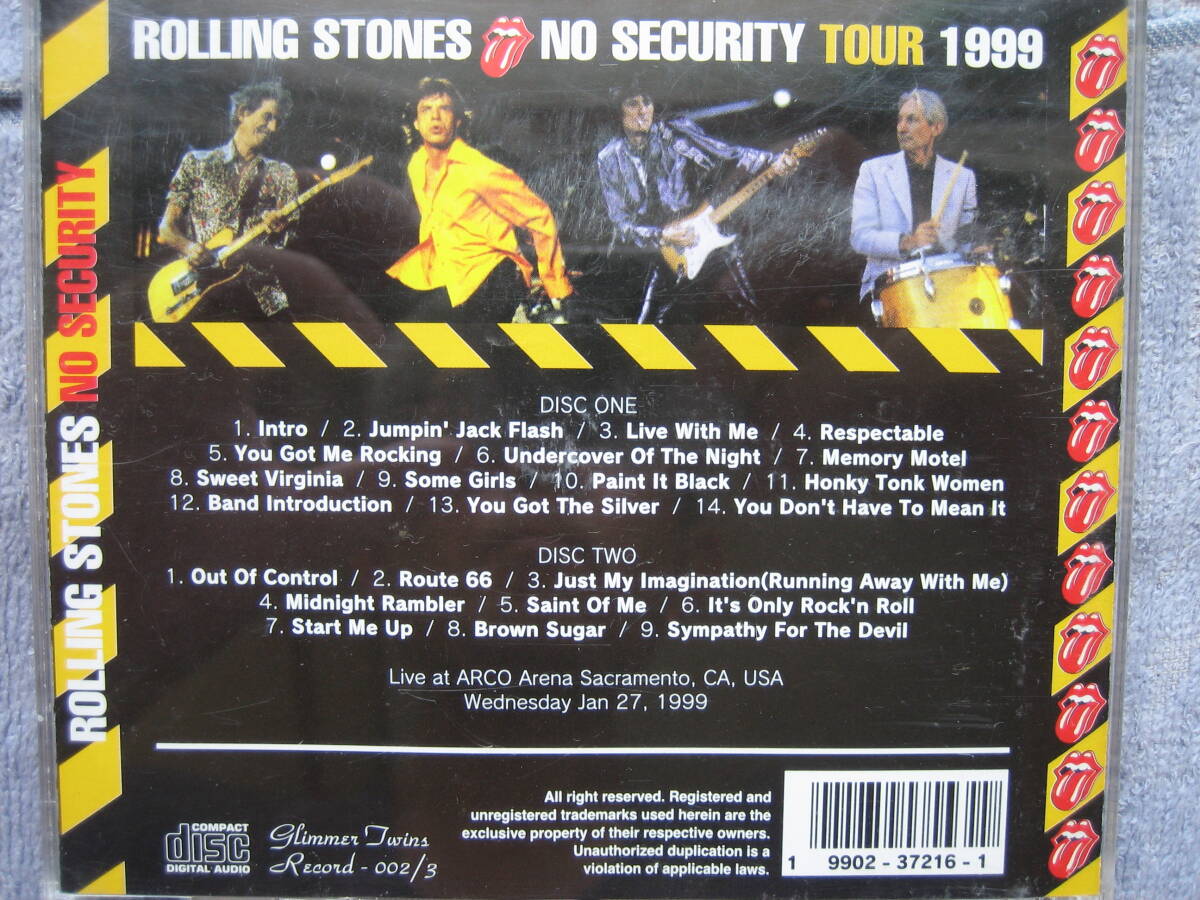 ROLLING STONES NO SECURITY TOUR 1999
ROLLING STONES NO SECURITY
DISC ONE
1. Intro / 2. Jumpin' Jack Flash / 3. Live With Me / 4. Respectable
5. You Got Me Rocking / 6. Undercover Of The Night / 7. Memory Motel
8. Sweet Virginia / 9. Some Girls / 10. Paint It Black / 11. Honky Tonk Women
12. Band Introduction / 13. You Got The Silver / 14. You Don't Have To Mean It
DISC TWO
1. Out Of Control / 2. Route 66 / 3. Just My Imagination(Running Away With Me)
4. Midnight Rambler / 5. Saint Of Me / 6. It's Only Rock'n Roll
7. Start Me Up / 8. Brown Sugar / 9. Sympathy For The Devil
Live at ARCO Arena Sacramento, CA, USA
Wednesday Jan 27, 1999
COMPACT
disc
DIGITAL AUDIO
Glimmer Twins
Record - 002/3
All right reserved. Registered and
unregistered trademarks used herein are the
exclusive property of their respective owners.
Unauthorized duplication is a
violation of applicable laws.
1 9902 - 37216 - 1